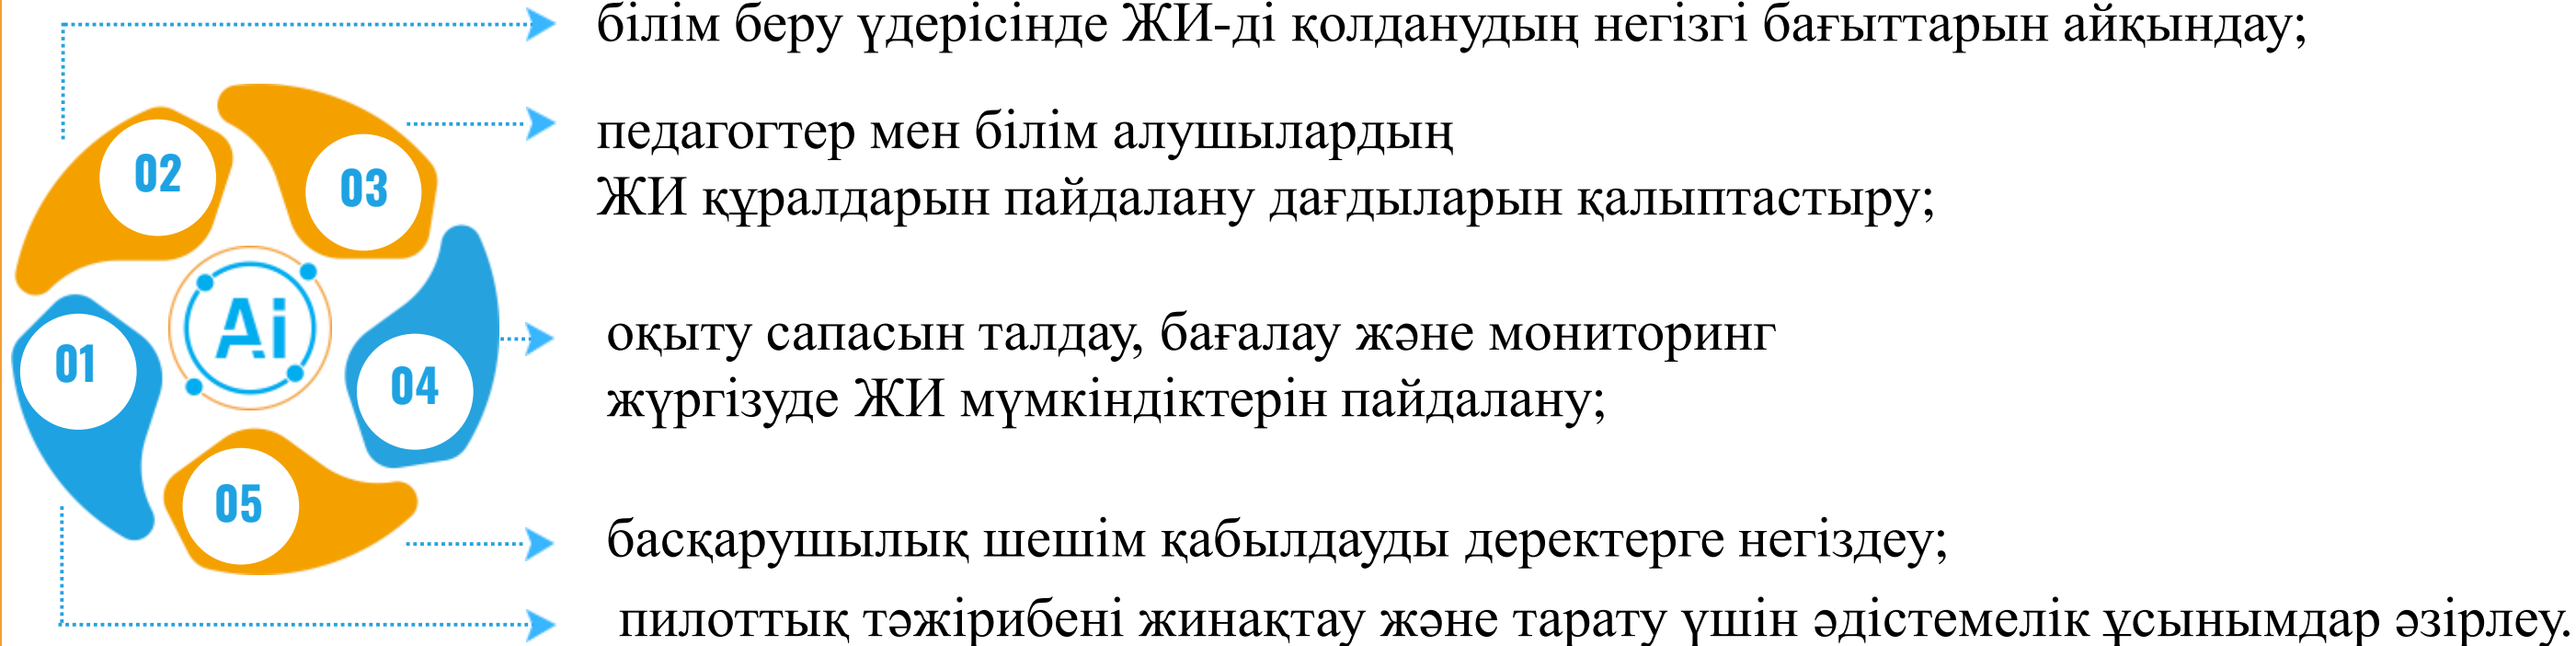 білім беру үдерісінде ЖИ-ді қолданудың негізгі бағыттарын айқындау;
педагогтер мен білім алушылардың
ЖИ құралдарын пайдалану дағдыларын қалыптастыру;
оқыту сапасын талдау, бағалау және мониторинг
жүргізуде ЖИ мүмкіндіктерін пайдалану;
басқарушылық шешім қабылдауды деректерге негіздеу;
пилоттық тәжірибені жинақтау және тарату үшін әдістемелік ұсынымдар әзірлеу.
02
03
Ai
01
04
05